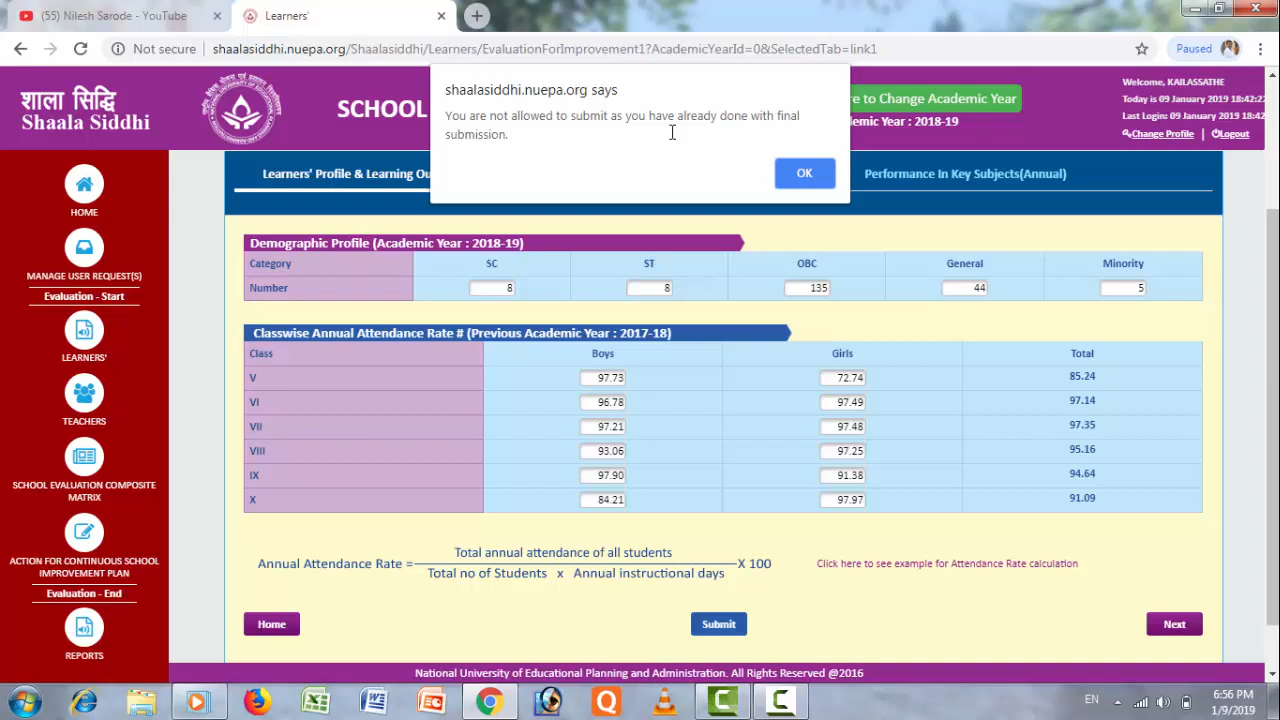 (55) Nilesh Sarode - YouTube
Learners'
Not secure shaalasiddhi.nuepa.org/Shaalasiddhi/Learners/EvaluationForImprovement1?AcademicYearId=0&SelectedTab=link1
Paused
शाला सिद्धि
Shaala Siddhi
SCHOOL
shaalasiddhi.nuepa.org says
You are not allowed to submit as you have already done with final
submission.
OK
e to Change Academic Year
ademic Year : 2018-19
Welcome, KAILASSATHE
Today is 09 January 2019 18:42:2
Last Login: 09 January 2019 18:42:
Change Profile Logout
HOME
MANAGE USER REQUEST(S)
Evaluation - Start
LEARNERS'
TEACHERS
SCHOOL EVALUATION COMPOSITE
MATRIX
ACTION FOR CONTINUOUS SCHOOL
IMPROVEMENT PLAN
Evaluation - End
REPORTS
Learners' Profile & Learning Ou
Performance In Key Subjects(Annual)
Demographic Profile (Academic Year : 2018-19)
Category SC ST OBC General Minority
Number 8 8 135 44 5
Classwise Annual Attendance Rate # (Previous Academic Year : 2017-18)
Class Boys Girls Total
V 97.73 72.74 85.24
VI 96.78 97.49 97.14
VII 97.21 97.48 97.35
VIII 93.06 97.25 95.16
IX 97.90 91.38 94.64
X 84.21 97.97 91.09
Total annual attendance of all students
Annual Attendance Rate = X 100
Total no of Students x Annual instructional days
Click here to see example for Attendance Rate calculation
Home Submit Next
National University of Educational Planning and Administration. All Rights Reserved @2016
EN
6:56 PM
1/9/2019